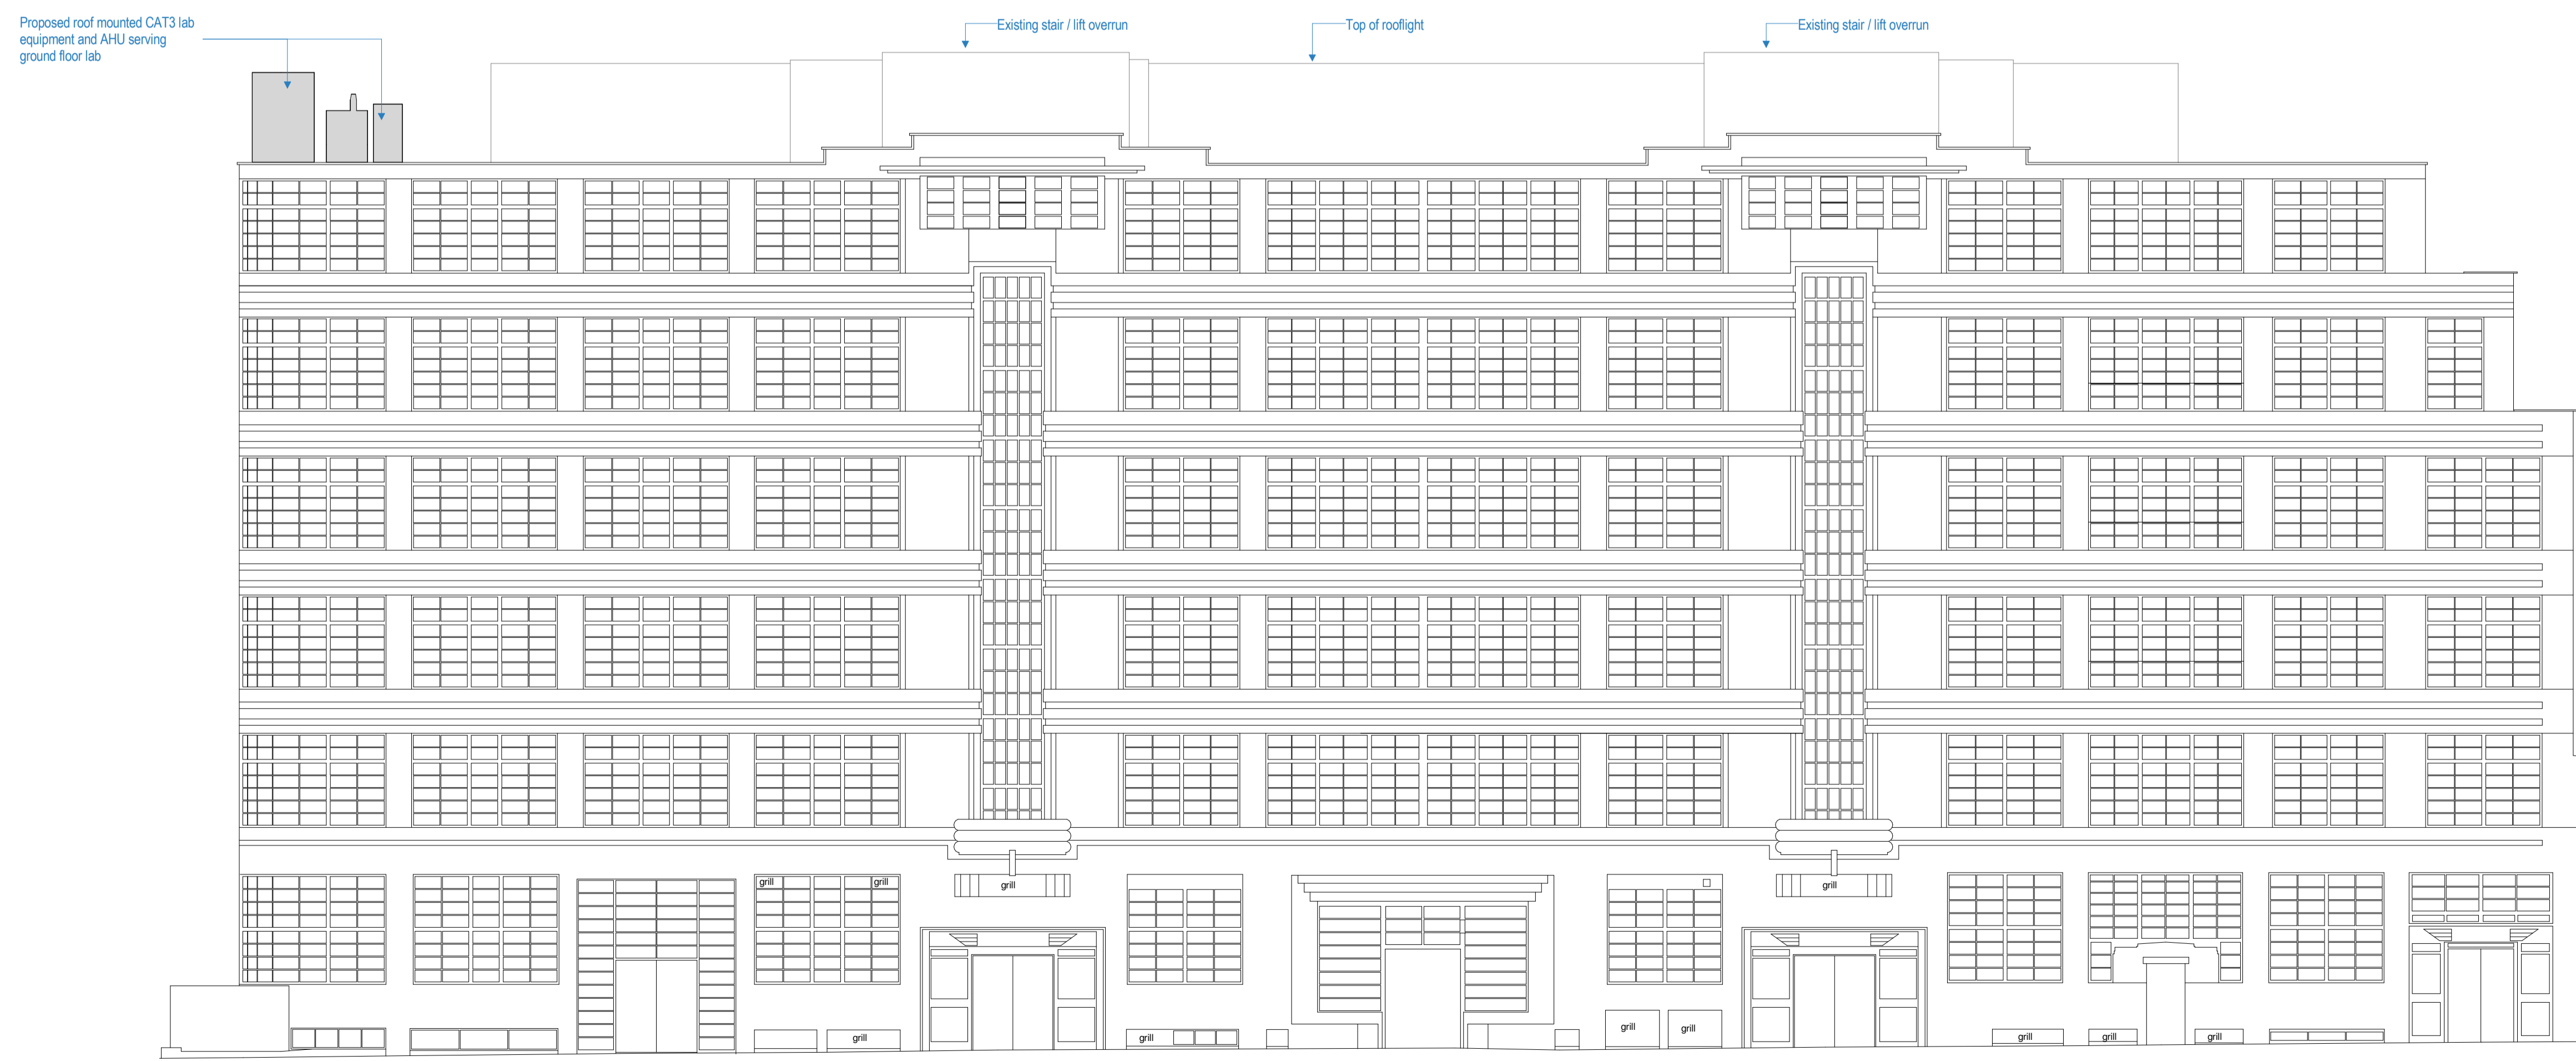 Proposed roof mounted CAT3 lab
equipment and AHU serving
ground floor lab
Existing stair / lift overrun
Top of rooflight
Existing stair / lift overrun
grill
grill
grill
grill
grill
grill
grill
grill
grill
grill
grill